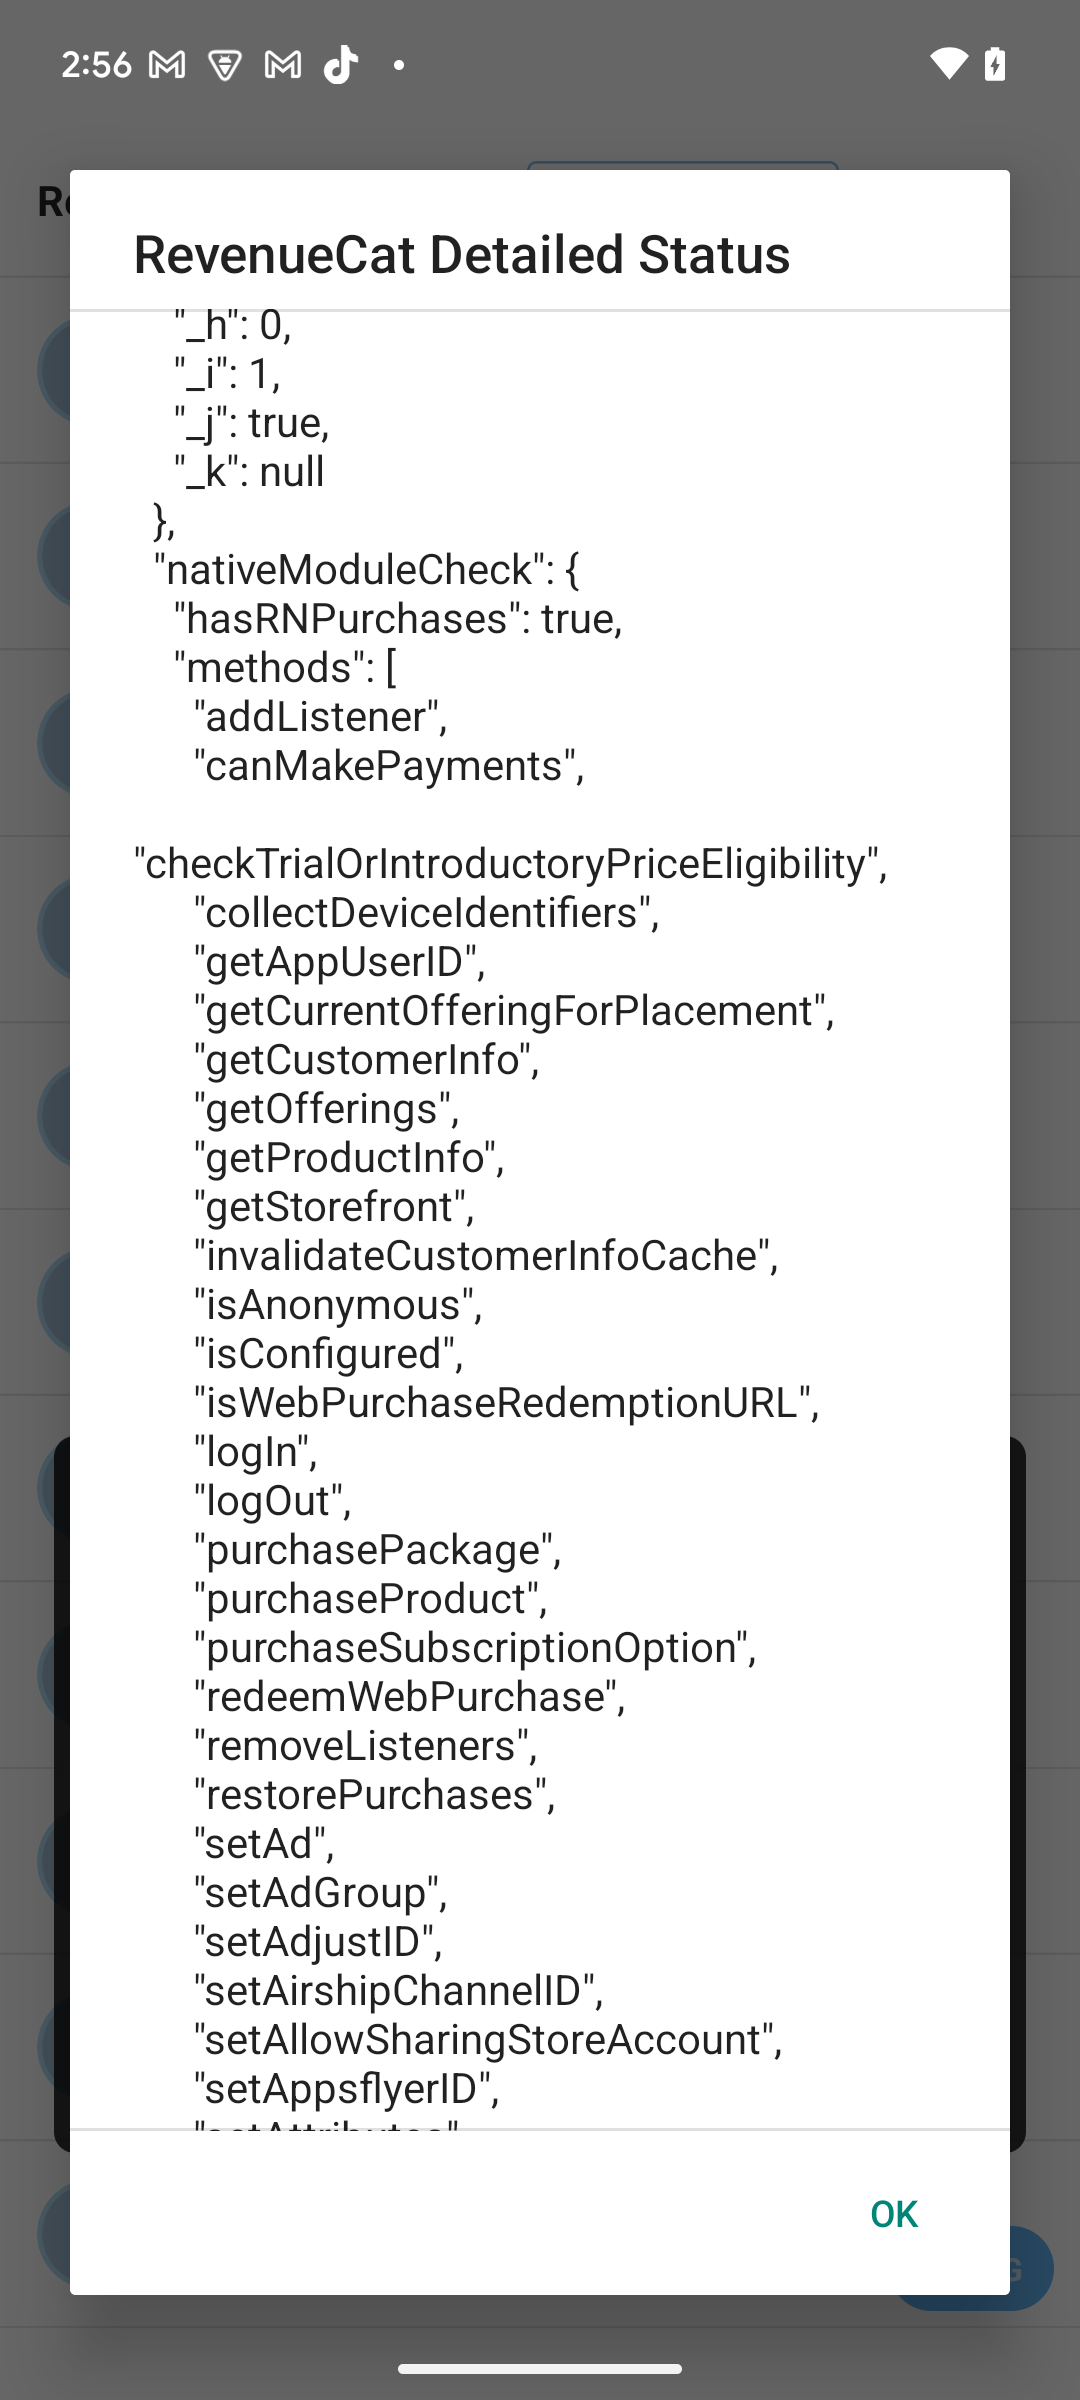 2:56
Re
RevenueCat Detailed Status
"_h": 0,
"_i": 1,
"_j": true,
"_k": null
},
"nativeModuleCheck": {
"hasRNPurchases": true,
"methods": [
"addListener",
"canMakePayments",
"checkTrialOrIntroductoryPriceEligibility",
"collectDeviceIdentifiers",
"getAppUserID",
"getCurrentOfferingForPlacement",
"getCustomerInfo",
"getOfferings",
"getProductInfo",
"getStorefront",
"invalidateCustomerInfoCache",
"isAnonymous",
"isConfigured",
"isWebPurchaseRedemptionURL",
"logIn",
"logOut",
"purchasePackage",
"purchaseProduct",
"purchaseSubscriptionOption",
"redeemWebPurchase",
"removeListeners",
"restorePurchases",
"setAd",
"setAdGroup",
"setAdjustID",
"setAirshipChannelID",
"setAllowSharingStoreAccount",
"setAppsflyerID",
"setAttributes"
OK
G